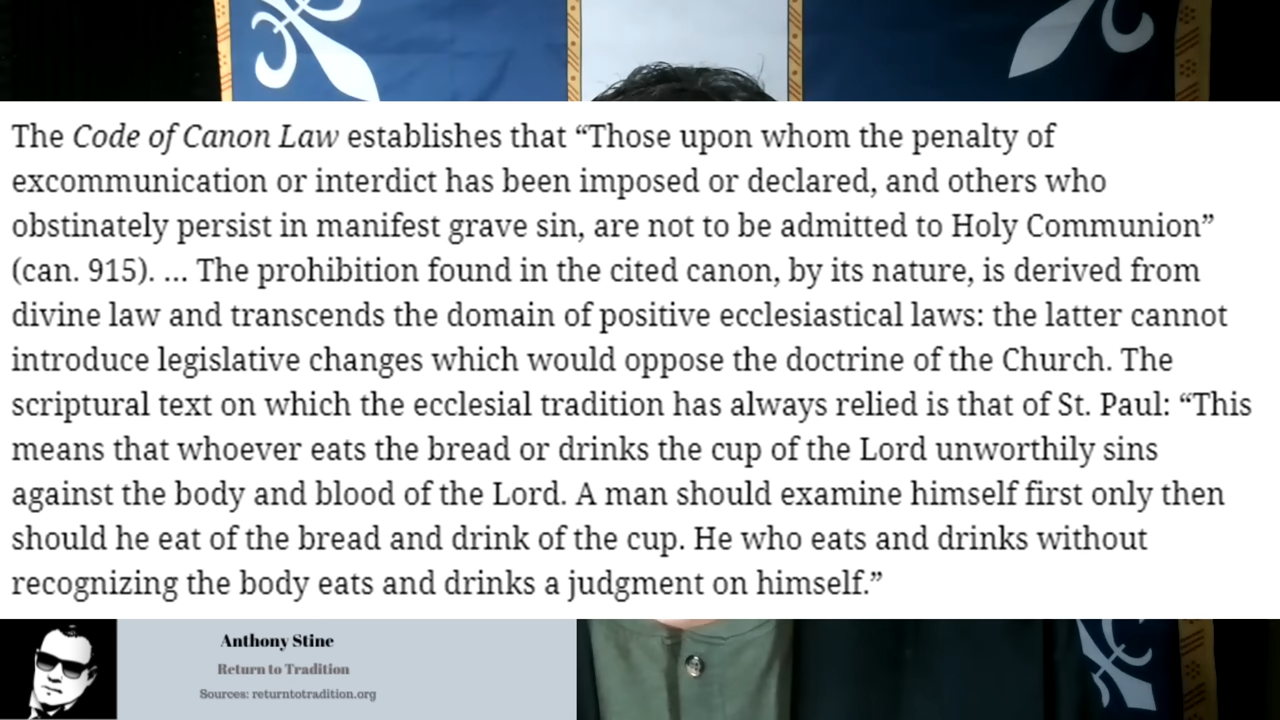 The Code of Canon Law establishes that “Those upon whom the penalty of
excommunication or interdict has been imposed or declared, and others who
obstinately persist in manifest grave sin, are not to be admitted to Holy Communion”
(can. 915). ... The prohibition found in the cited canon, by its nature, is derived from
divine law and transcends the domain of positive ecclesiastical laws: the latter cannot
introduce legislative changes which would oppose the doctrine of the Church. The
scriptural text on which the ecclesial tradition has always relied is that of St. Paul: “This
means that whoever eats the bread or drinks the cup of the Lord unworthily sins
against the body and blood of the Lord. A man should examine himself first only then
should he eat of the bread and drink of the cup. He who eats and drinks without
recognizing the body eats and drinks a judgment on himself.”
Anthony Stine
Return to Tradition
Sources: returntotradition.org